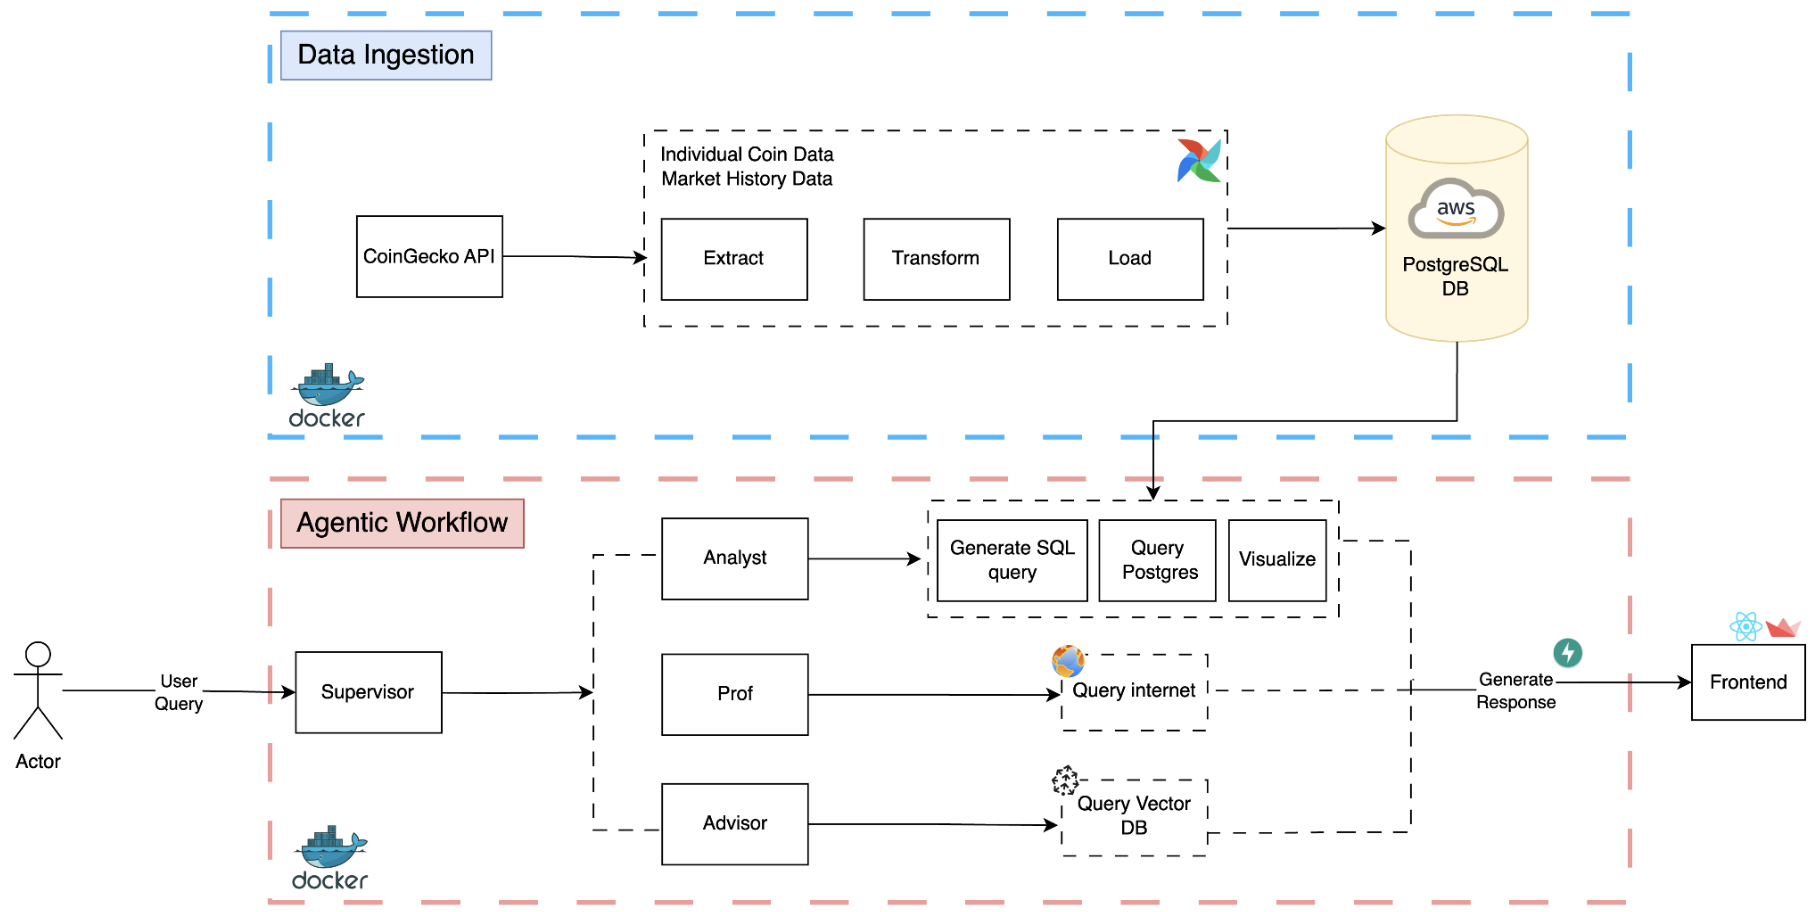 Data Ingestion
Individual Coin Data
Market History Data
CoinGecko API
Extract
Transform
Load
aws
PostgreSQL
DB
docker
Agentic Workflow
Analyst
Generate SQL
query
Query
Postgres
Visualize
Actor
User
Query
Supervisor
Prof
Query internet
Generate
Response
Frontend
Advisor
Query Vector
DB
docker